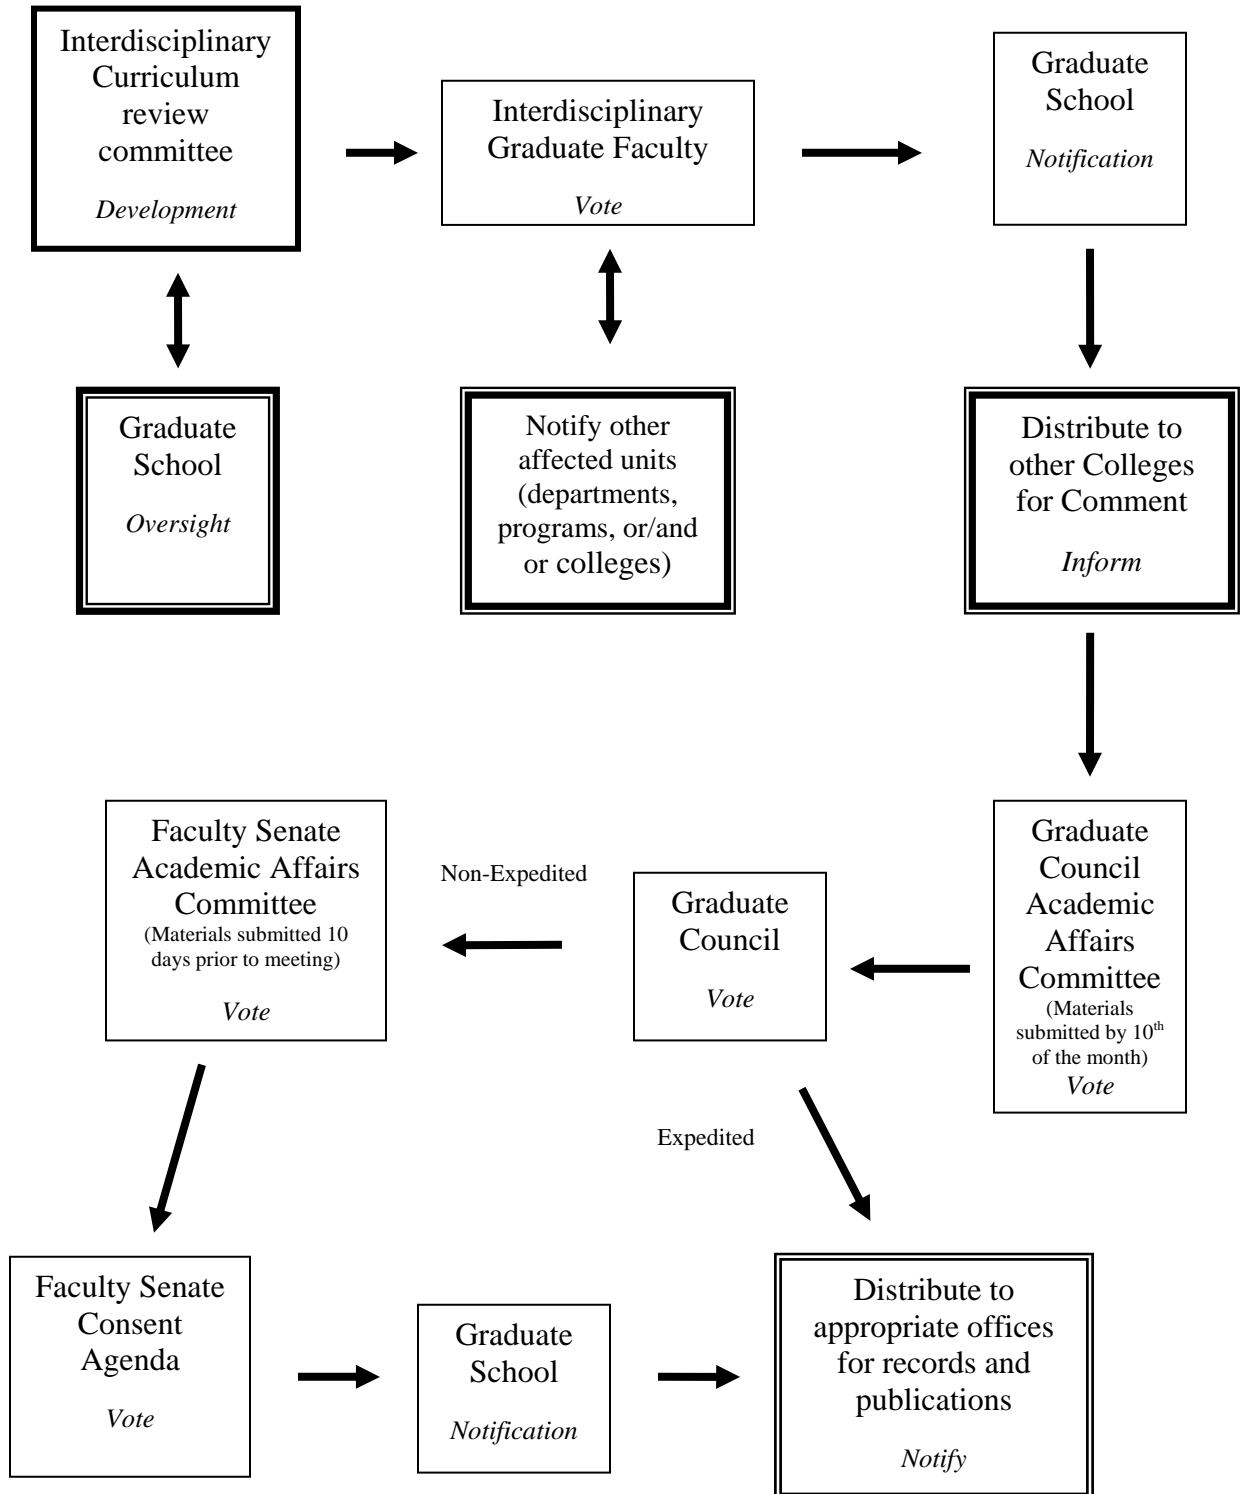 Interdisciplinary
Curriculum
review
committee
Development
Interdisciplinary
Graduate Faculty
Vote
Graduate
School
Notification
Graduate
School
Oversight
Notify other
affected units
(departments,
programs, or/and
or colleges)
Distribute to
other Colleges
for Comment
Inform
Faculty Senate
Academic Affairs
Committee
(Materials submitted 10
days prior to meeting)
Vote
Non-Expedited
Graduate
Council
Vote
Graduate
Council
Academic
Affairs
Committee
(Materials
submitted by 10th
of the month)
Vote
Expedited
Faculty Senate
Consent
Agenda
Vote
Graduate
School
Notification
Distribute to
appropriate offices
for records and
publications
Notify